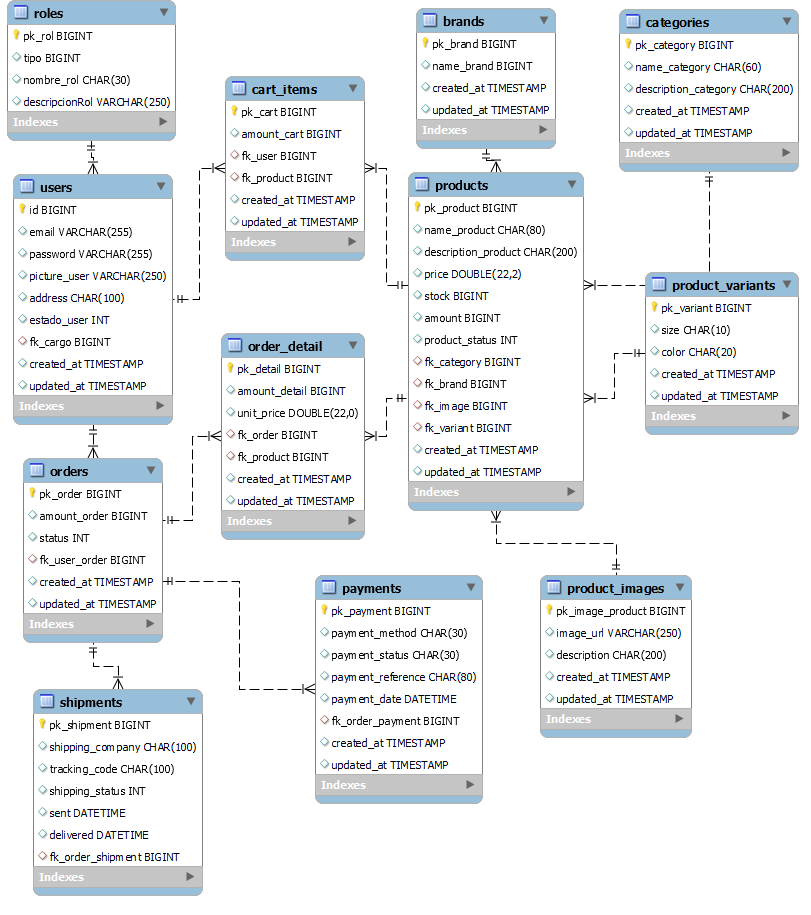 roles
pk_rol BIGINT
tipo BIGINT
nombre_rol CHAR(30)
descripcionRol VARCHAR(250)
Indexes
users
id BIGINT
email VARCHAR(255)
password VARCHAR(255)
picture_user VARCHAR(250)
address CHAR(100)
estado_user INT
fk_cargo BIGINT
created_at TIMESTAMP
updated_at TIMESTAMP
Indexes
orders
pk_order BIGINT
amount_order BIGINT
status INT
fk_user_order BIGINT
created_at TIMESTAMP
updated_at TIMESTAMP
Indexes
shipments
pk_shipment BIGINT
shipping_company CHAR(100)
tracking_code CHAR(100)
shipping_status INT
sent DATETIME
delivered DATETIME
fk_order_shipment BIGINT
Indexes
cart_items
pk_cart BIGINT
amount_cart BIGINT
fk_user BIGINT
fk_product BIGINT
created_at TIMESTAMP
updated_at TIMESTAMP
Indexes
order_detail
pk_detail BIGINT
amount_detail BIGINT
unit_price DOUBLE(22,0)
fk_order BIGINT
fk_product BIGINT
created_at TIMESTAMP
updated_at TIMESTAMP
Indexes
payments
pk_payment BIGINT
payment_method CHAR(30)
payment_status CHAR(30)
payment_reference CHAR(80)
payment_date DATETIME
fk_order_payment BIGINT
created_at TIMESTAMP
updated_at TIMESTAMP
Indexes
brands
pk_brand BIGINT
name_brand BIGINT
created_at TIMESTAMP
updated_at TIMESTAMP
Indexes
products
pk_product BIGINT
name_product CHAR(80)
description_product CHAR(200)
price DOUBLE(22,2)
stock BIGINT
amount BIGINT
product_status INT
fk_category BIGINT
fk_brand BIGINT
fk_image BIGINT
fk_variant BIGINT
created_at TIMESTAMP
updated_at TIMESTAMP
Indexes
categories
pk_category BIGINT
name_category CHAR(60)
description_category CHAR(200)
created_at TIMESTAMP
updated_at TIMESTAMP
Indexes
product_variants
pk_variant BIGINT
size CHAR(10)
color CHAR(20)
created_at TIMESTAMP
updated_at TIMESTAMP
Indexes
product_images
pk_image_product BIGINT
image_url VARCHAR(250)
description CHAR(200)
created_at TIMESTAMP
updated_at TIMESTAMP
Indexes